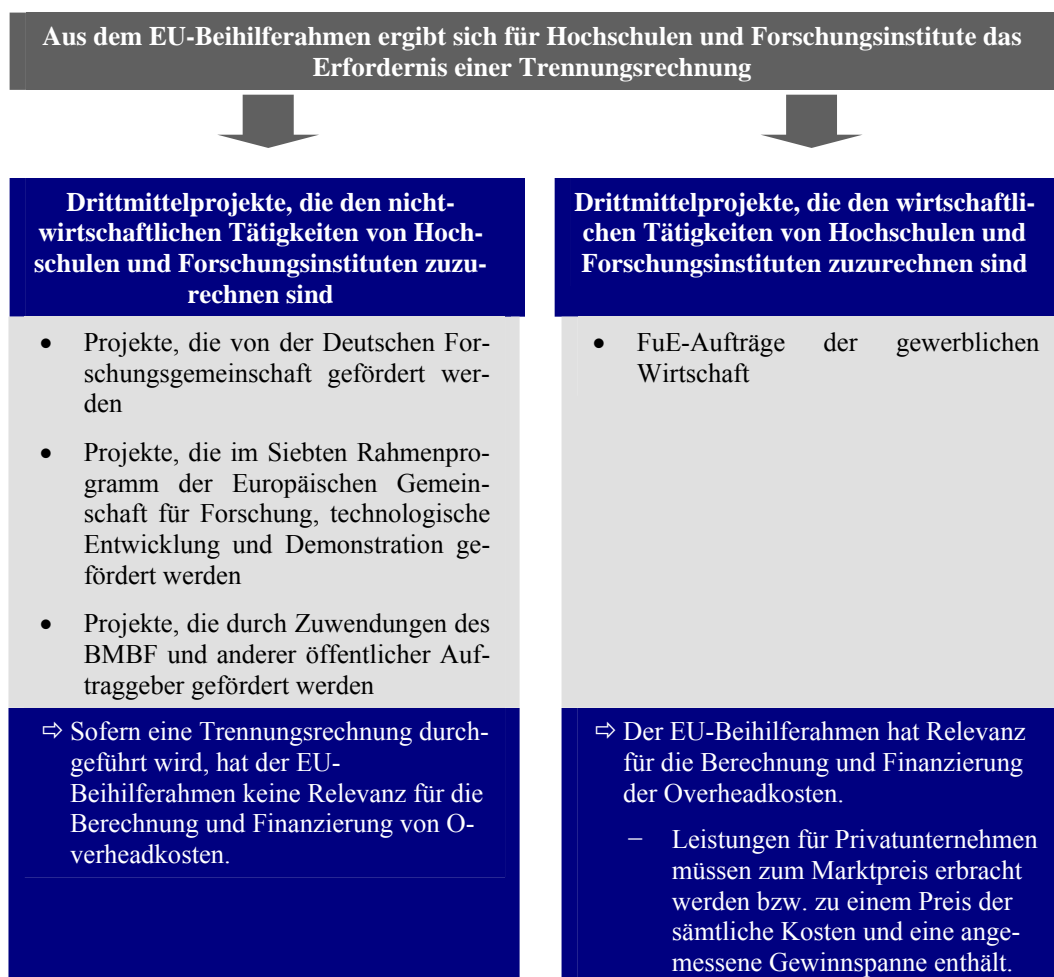 Aus dem EU-Beihilferahmen ergibt sich für Hochschulen und Forschungsinstitute das
Erfordernis einer Trennungsrechnung
Drittmittelprojekte, die den nicht-
wirtschaftlichen Tätigkeiten von Hoch-
schulen und Forschungsinstituten zuzu-
rechnen sind
• Projekte, die von der Deutschen For-
schungsgemeinschaft gefördert wer-
den
• Projekte, die im Siebten Rahmenpro-
gramm der Europäischen Gemein-
schaft für Forschung, technologische
Entwicklung und Demonstration ge-
fördert werden
• Projekte, die durch Zuwendungen des
BMBF und anderer öffentlicher Auf-
traggeber gefördert werden
⇨ Sofern eine Trennungsrechnung durch-
geführt wird, hat der EU-
Beihilferahmen keine Relevanz für die
Berechnung und Finanzierung von O-
verheadkosten.
Drittmittelprojekte, die den wirtschaftli-
chen Tätigkeiten von Hochschulen und
Forschungsinstituten zuzurechnen sind
• FuE-Aufträge der gewerblichen
Wirtschaft
⇨ Der EU-Beihilferahmen hat Relevanz
für die Berechnung und Finanzierung
der Overheadkosten.
− Leistungen für Privatunternehmen
müssen zum Marktpreis erbracht
werden bzw. zu einem Preis der
sämtliche Kosten und eine ange-
messene Gewinnspanne enthält.